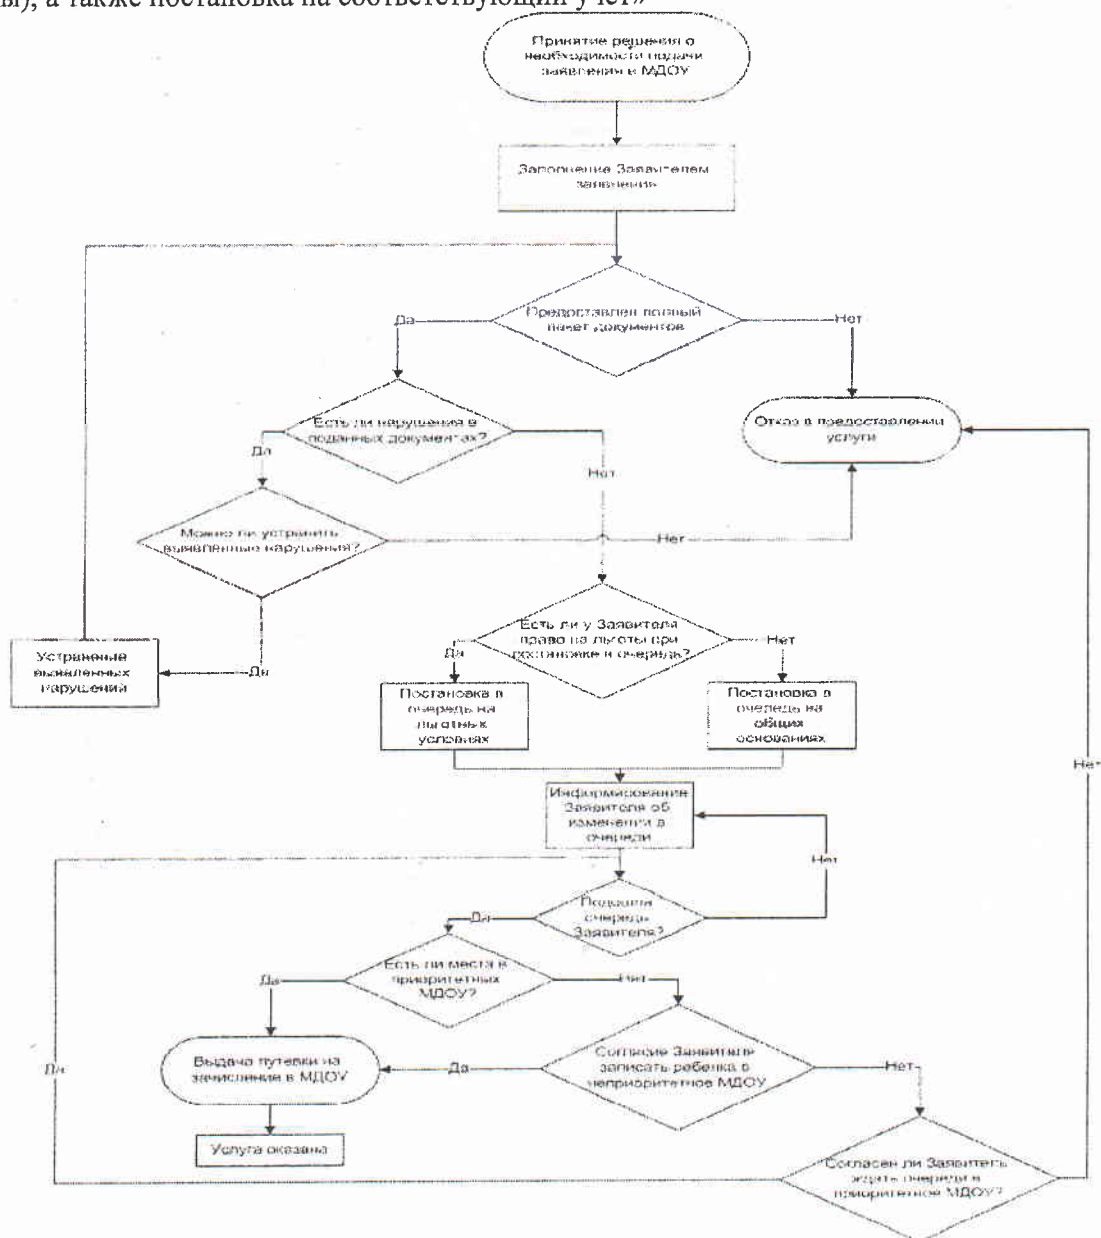 ы), а также постановка на соответствующий учет»
Принятие решения о
необходимости подачи
заявления в МДОУ
Заполнение Заявителем
заявления
Предоставлен полный
пакет документов
Да
Нет
Есть ли нарушения в
поданных документах?
Отказ в предоставлении
услуги
Да
Нет
Можно ли устранить
выявленные нарушения?
Нет
Да
Устранение
выявленных
нарушений
Есть ли у Заявителя
право на льготы при
постановке в очередь?
Да
Нет
Постановка в
очередь на
льготных
условиях
Постановка в
очередь на
общих
основаниях
Нет
Информирование
Заявителя об
изменении в
очереди
Нет
Подошла
очередь
Заявителя?
Да
Есть ли места в
приоритетных
МДОУ?
Да
Нет
Выдача путевки на
зачисление в МДОУ
Да
Согласие Заявителя
записать ребенка в
неприоритетное МДОУ
Нет
Да
Услуга оказана
Согласен ли Заявитель
ждать очереди в
приоритетное МДОУ?